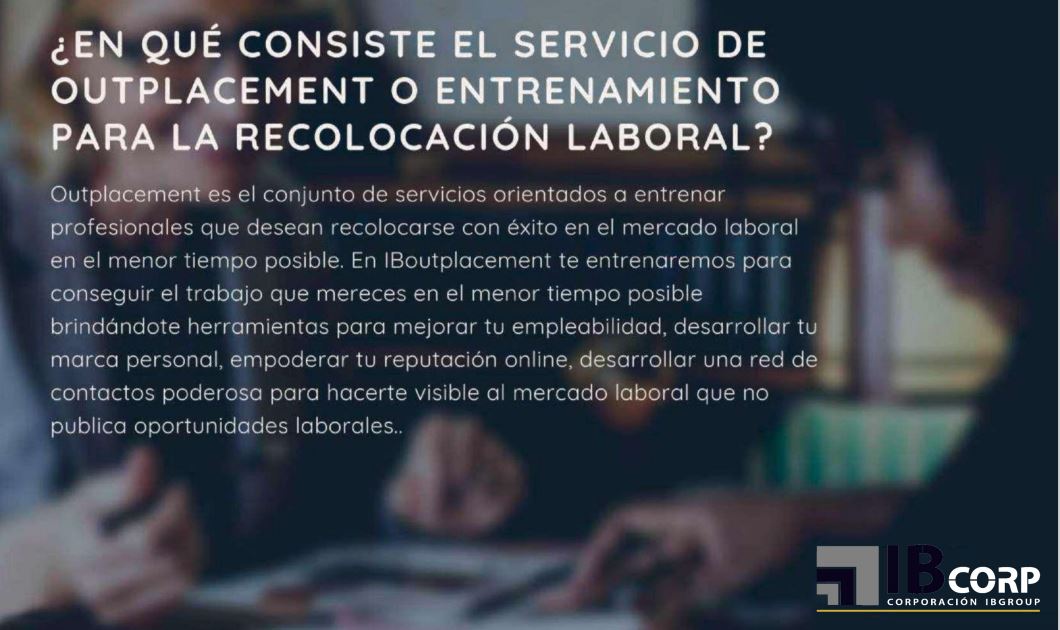 ¿EN QUÉ CONSISTE EL SERVICIO DE
OUTPLACEMENT O ENTRENAMIENTO
PARA LA RECOLOCACIÓN LABORAL?
Outplacement es el conjunto de servicios orientados a entrenar
profesionales que desean recolocarse con éxito en el mercado laboral
en el menor tiempo posible. En IBoutplacement te entrenaremos para
conseguir el trabajo que mereces en el menor tiempo posible
brindándote herramientas para mejorar tu empleabilidad, desarrollar tu
marca personal, empoderar tu reputación online, desarrollar una red de
contactos poderosa para hacerte visible al mercado laboral que no
publica oportunidades laborales..
IBCORP
CORPORACIÓN IBGROUP